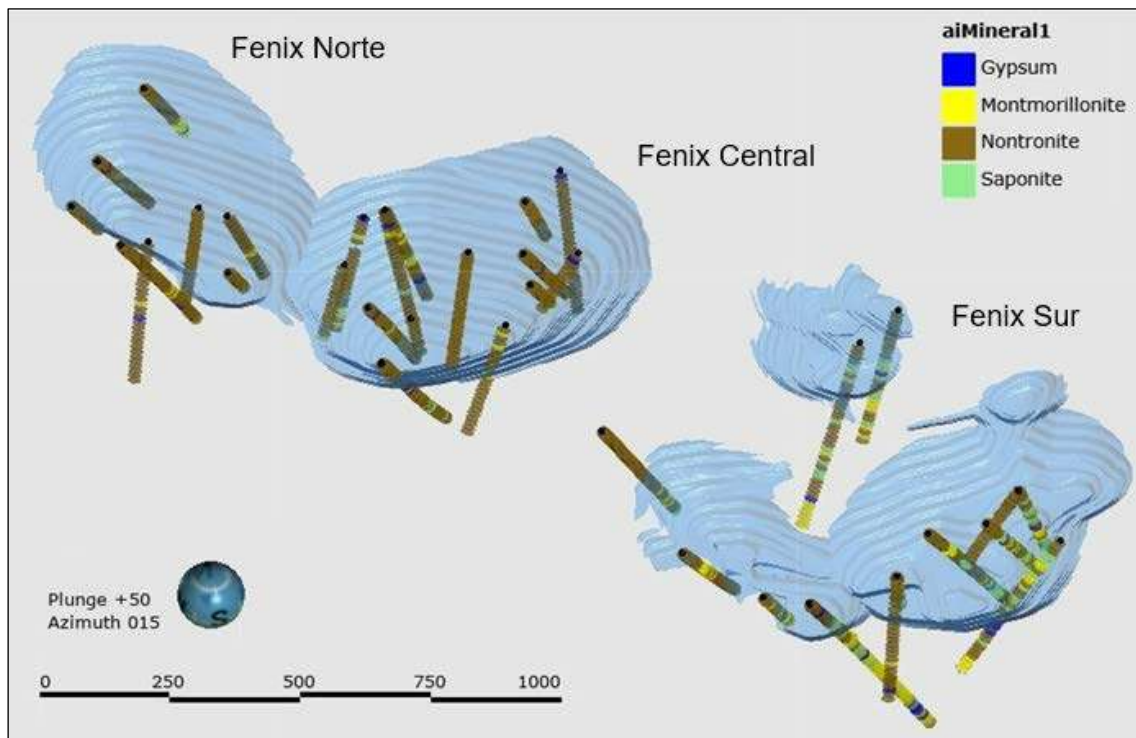 Fenix Norte
aiMineral1
Gypsum
Montmorillonite
Nontronite
Saponite
Fenix Central
Fenix Sur
Plunge +50
Azimuth 015
S
0 250 500 750 1000